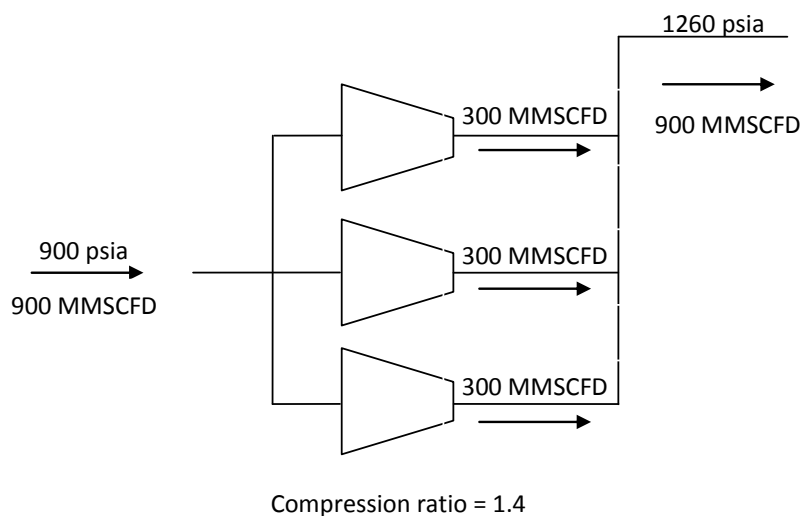 1260 psia
300 MMSCFD
900 MMSCFD
900 psia
300 MMSCFD
900 MMSCFD
300 MMSCFD
Compression ratio = 1.4